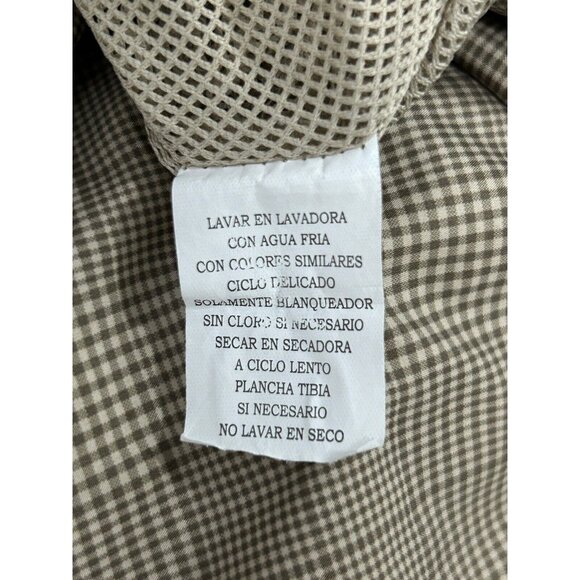 LAVAR EN LAVADORA
CON AGUA FRIA
CON COLORES SIMILARES
CICLO DELICADO
SOLAMENTE BLANQUEADOR
SIN CLORO SI NECESARIO
SECAR EN SECADORA
A CICLO LENTO
PLANCHA TIBIA
SI NECESARIO
NO LAVAR EN SECO